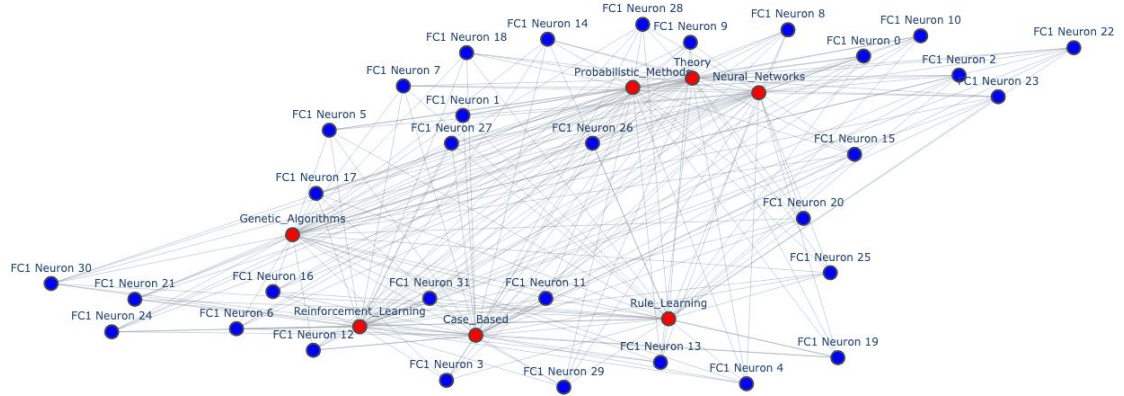 FC1 Neuron 28
FC1 Neuron 8
FC1 Neuron 14
FC1 Neuron 9
FC1 Neuron 10
FC1 Neuron 22
FC1 Neuron 18
FC1 Neuron 0
FC1 Neuron 2
Theory
FC1 Neuron 7
Probabilistic_Methods
Neural_Networks
FC1 Neuron 23
FC1 Neuron 1
FC1 Neuron 5
FC1 Neuron 27
FC1 Neuron 26
FC1 Neuron 15
FC1 Neuron 17
FC1 Neuron 20
Genetic_Algorithms
FC1 Neuron 25
FC1 Neuron 30
FC1 Neuron 21
FC1 Neuron 16
FC1 Neuron 31
FC1 Neuron 11
Rule_Learning
FC1 Neuron 24
FC1 Neuron 6
Reinforcement_Learning
Case_Based
FC1 Neuron 12
FC1 Neuron 13
FC1 Neuron 19
FC1 Neuron 3
FC1 Neuron 29
FC1 Neuron 4